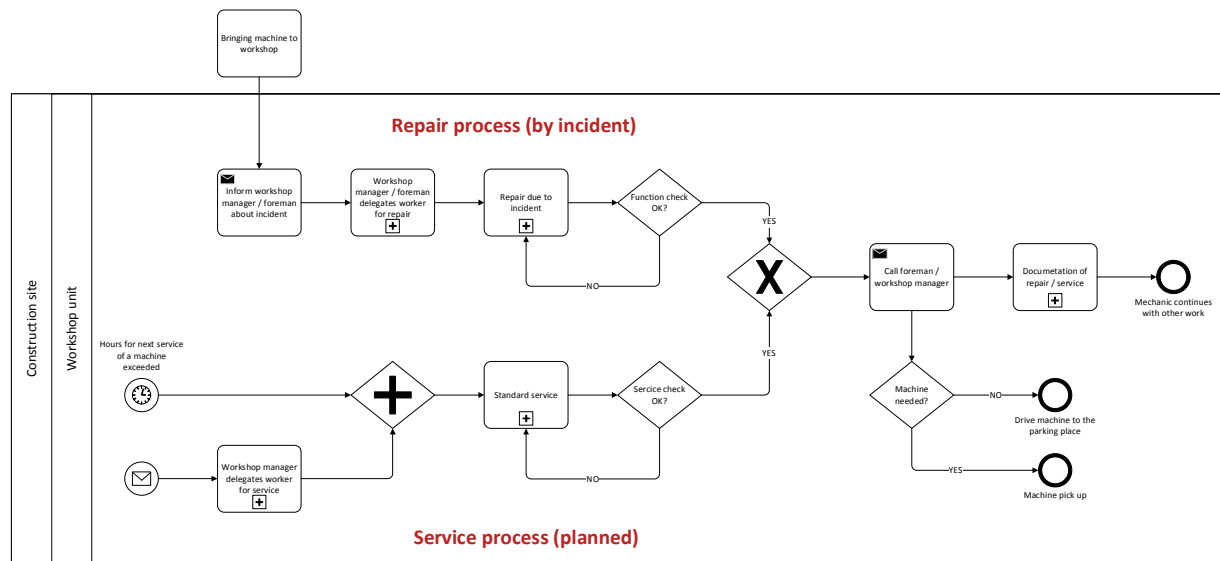 Bringing machine to
workshop
Construction site
Workshop unit
Repair process (by incident)
Inform workshop
manager / foreman
about incident
Workshop
manager / foreman
delegates worker
for repair
Repair due to
incident
Function check
OK?
YES
NO
X
Call foreman /
workshop manager
Documetation of
repair / service
Mechanic continues
with other work
Hours for next service
of a machine
exceeded
Standard service
Sercice check
OK?
YES
NO
Machine
needed?
NO
Drive machine to the
parking place
YES
Machine pick up
Workshop manager
delegates worker
for service
Service process (planned)